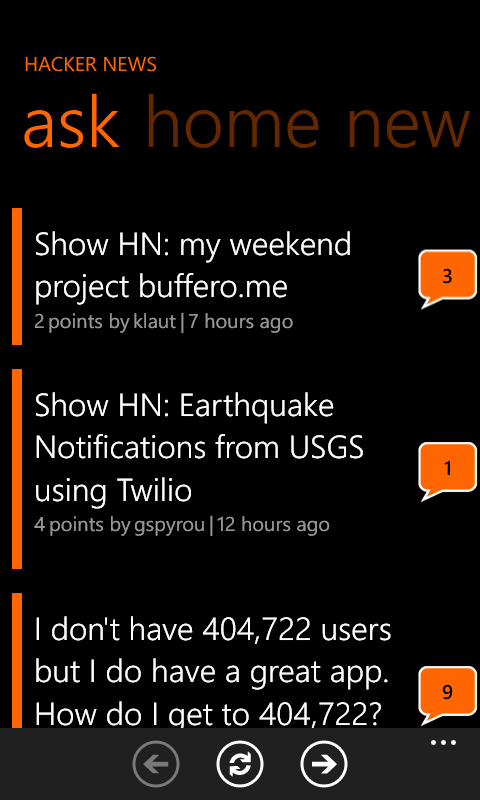 HACKER NEWS
ask home new
Show HN: my weekend
project buffero.me
2 points by klaut|7 hours ago
3
Show HN: Earthquake
Notifications from USGS
using Twilio
4 points by gspyrou|12 hours ago
1
I don't have 404,722 users
but I do have a great app.
How do I get to 404,722?
9